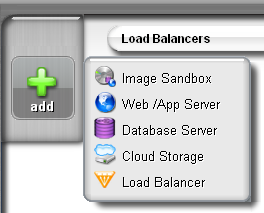 Load Balancers
add
Image Sandbox
Web /App Server
Database Server
Cloud Storage
Load Balancer